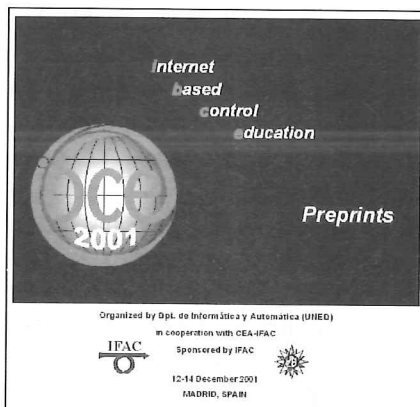 Internet
based
control
education
bce
2001
Preprints
Organized by Dpt. de Informática y Automática (UNED)
in cooperation with CEA-IFAC
IFAC
Sponsored by IFAC
12-14 December 2001
MADRID, SPAIN